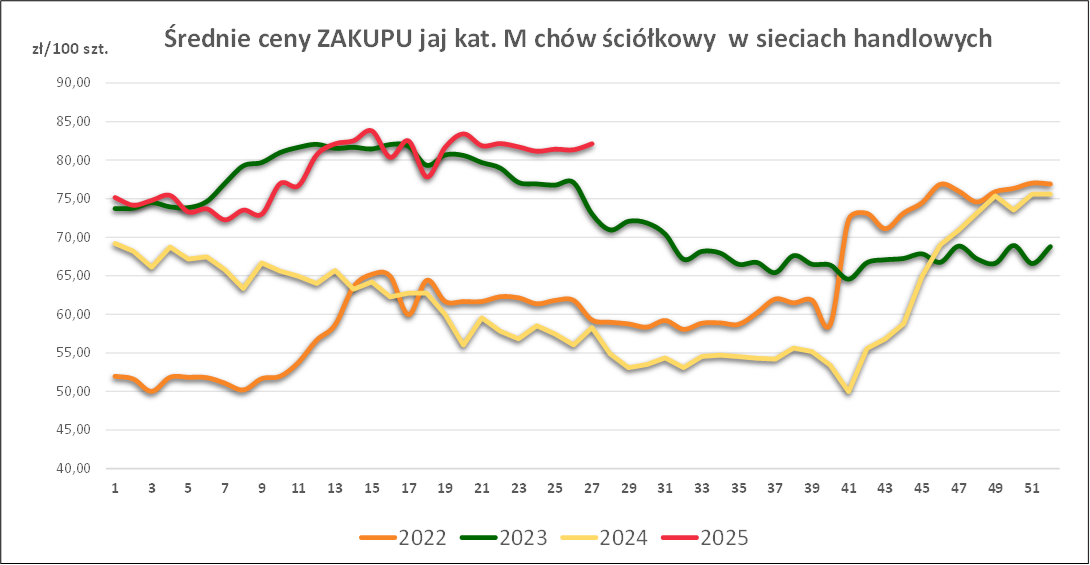 Średnie ceny ZAKUPU jaj kat. M chów ściółkowy w sieciach handlowych
zł/100 szt.
90,00
85,00
80,00
75,00
70,00
65,00
60,00
55,00
50,00
45,00
40,00
1 3 5 7 9 11 13 15 17 19 21 23 25 27 29 31 33 35 37 39 41 43 45 47 49 51
2022 2023 2024 2025